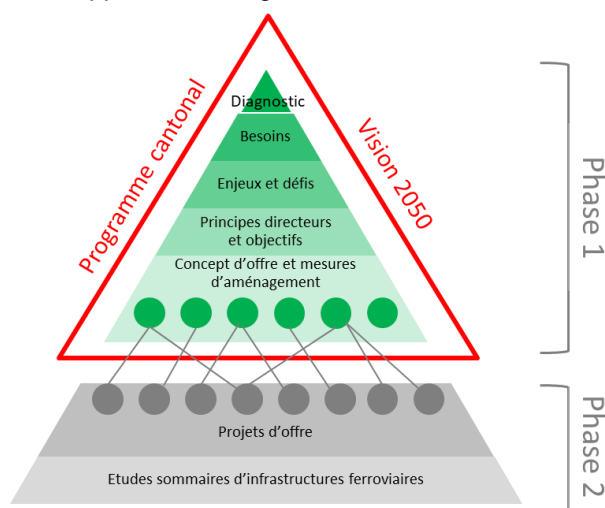 Programme cantonal
Vision 2050
Diagnostic
Besoins
Enjeux et défis
Principes directeurs
et objectifs
Concept d'offre et mesures
d'aménagement
Phase 1
Projets d'offre
Etudes sommaires d'infrastructures ferroviaires
Phase 2